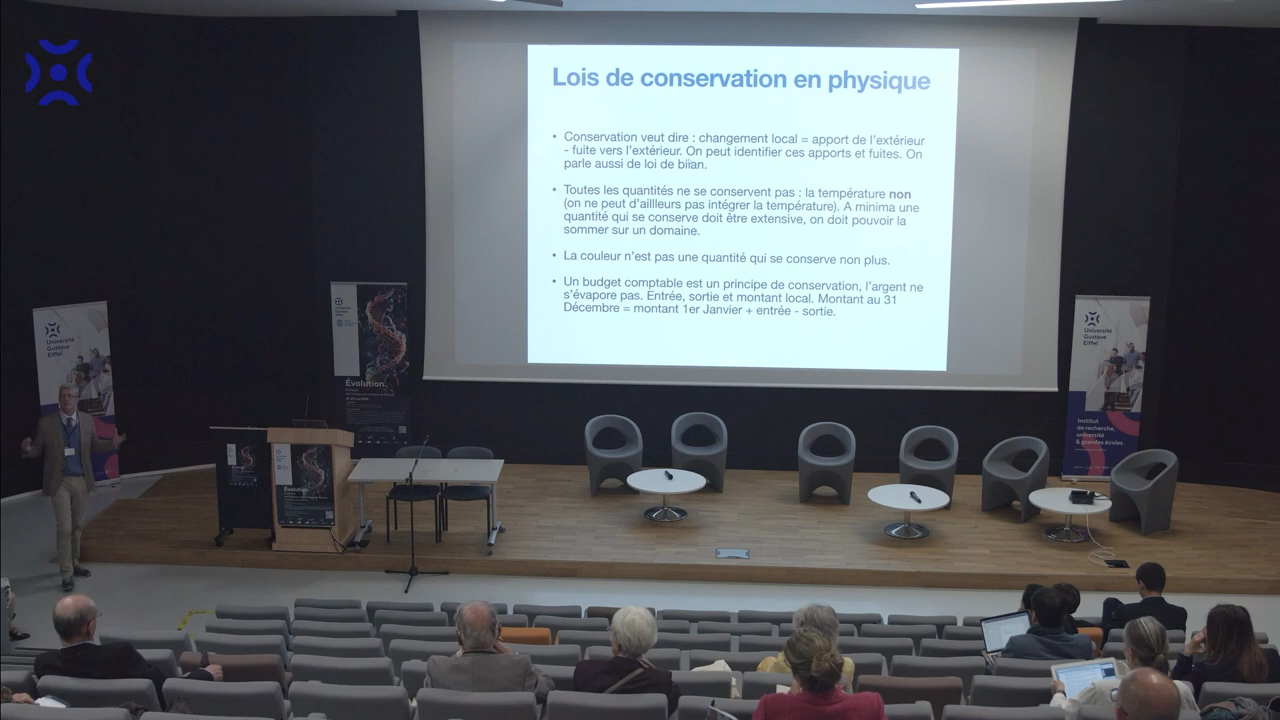 Lois de conservation en physique
• Conservation veut dire : changement local = apport de l'extérieur
- fuite vers l'extérieur. On peut identifier ces apports et fuites. On
parle aussi de loi de bilan.
• Toutes les quantités ne se conservent pas : la température non
(on ne peut d'aillleurs pas intégrer la température). A minima une
quantité qui se conserve doit être extensive, on doit pouvoir la
sommer sur un domaine.
• La couleur n'est pas une quantité qui se conserve non plus.
• Un budget comptable est un principe de conservation, l'argent ne
s'évapore pas. Entrée, sortie et montant local. Montant au 31
Décembre = montant 1er Janvier + entrée - sortie.
Université
Gustave
Eiffel
Évolution
Université
Gustave
Eiffel
Institut
de recherche,
université
& grandes écoles
Évolution